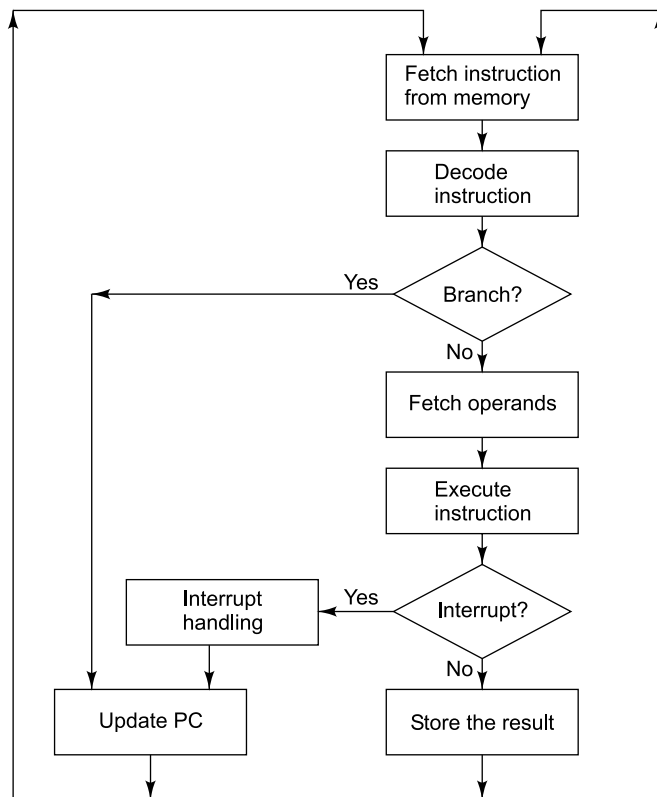 Fetch instruction
from memory
Decode
instruction
Yes
Branch?
No
Fetch operands
Execute
instruction
Interrupt
handling
Yes
Interrupt?
No
Update PC
Store the result